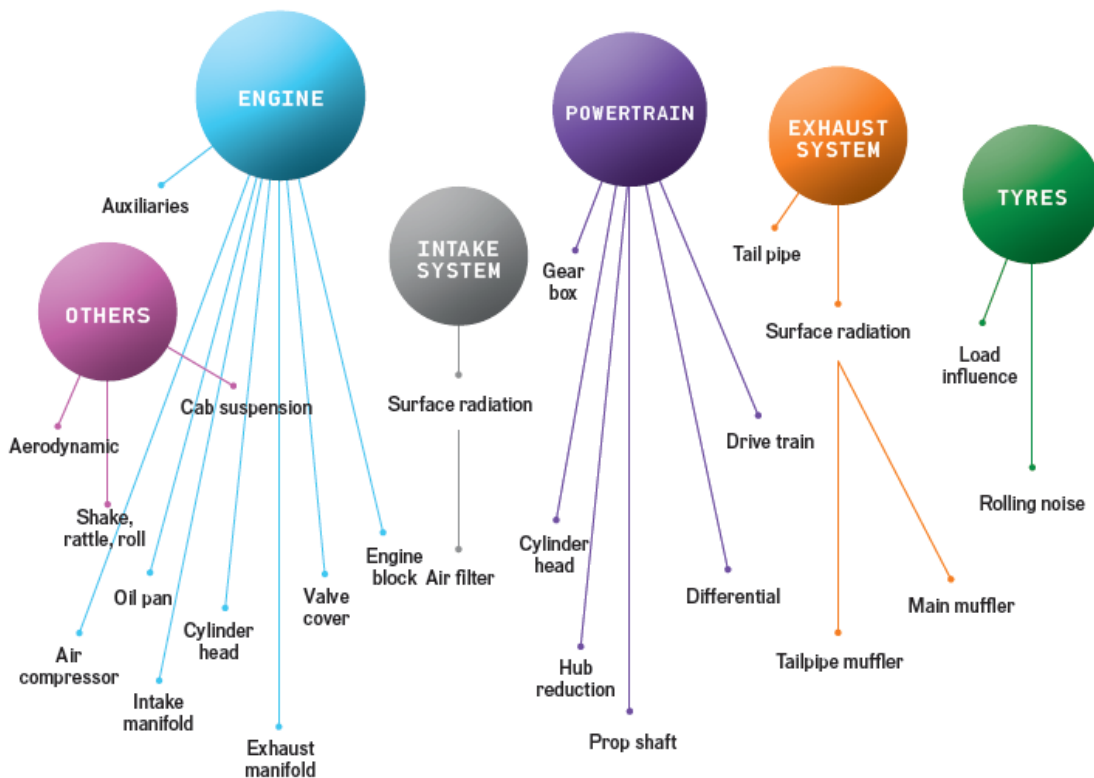 ENGINE
POWERTRAIN
EXHAUST
SYSTEM
TYRES
Auxiliaries
INTAKE
SYSTEM
OTHERS
Gear
box
Tail pipe
Surface radiation
Load
influence
Cab suspension
Surface radiation
Aerodynamic
Drive train
Shake,
rattle, roll
Rolling noise
Cylinder
head
Engine
block
Air filter
Oil pan
Valve
cover
Differential
Main muffler
Cylinder
head
Air
compressor
Hub
reduction
Tailpipe muffler
Intake
manifold
Exhaust
manifold
Prop shaft